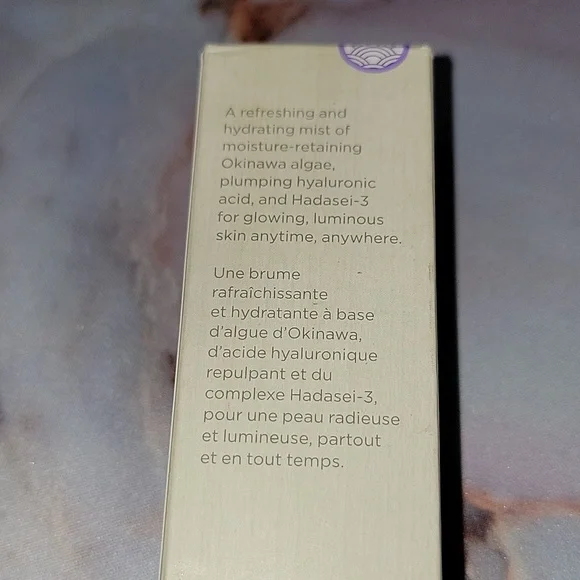 A refreshing and
hydrating mist of
moisture-retaining
Okinawa algae,
plumping hyaluronic
acid, and Hadasei-3
for glowing, luminous
skin anytime, anywhere.
Une brume
rafraîchissante
et hydratante à base
d'algue d'Okinawa,
d'acide hyaluronique
repulpant et du
complexe Hadasei-3,
pour une peau radieuse
et lumineuse, partout
et en tout temps.